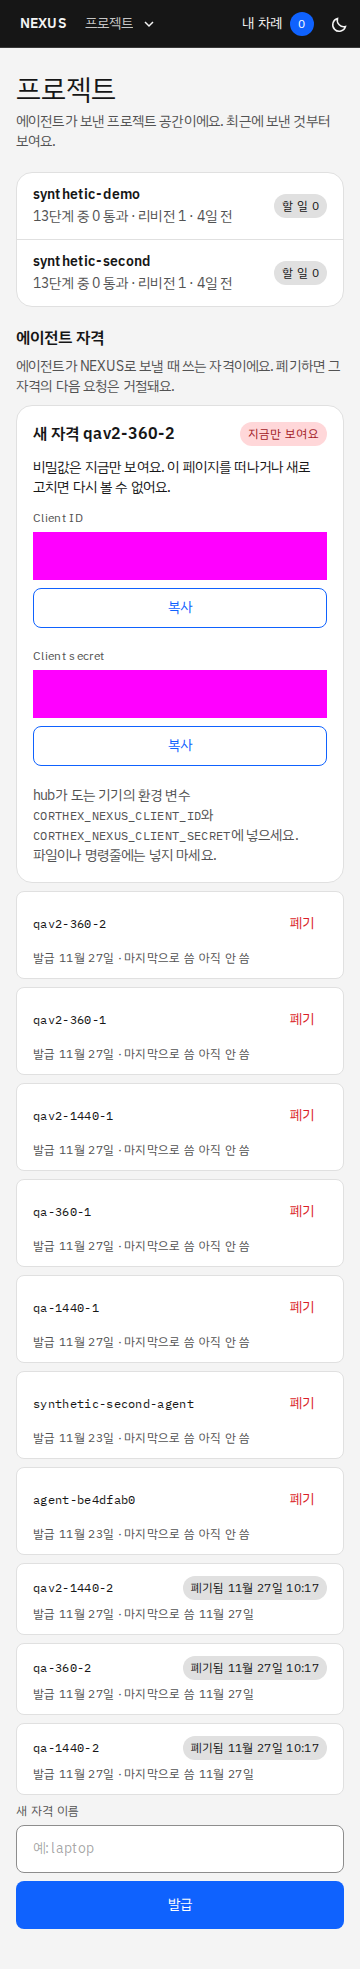 NEXUS 프로젝트 내 차례 0
프로젝트
에이전트가 보낸 프로젝트 공간이에요. 최근에 보낸 것부터
보여요.
synthetic-demo
13단계 중 0 통과 · 리비전 1 · 4일 전
할 일 0
synthetic-second
13단계 중 0 통과 · 리비전 1 · 4일 전
할 일 0
에이전트 자격
에이전트가 NEXUS로 보낼 때 쓰는 자격이에요. 폐기하면 그
자격의 다음 요청은 거절돼요.
새 자격 qav2-360-2
지금만 보여요
비밀값은 지금만 보여요. 이 페이지를 떠나거나 새로
고치면 다시 볼 수 없어요.
Client ID
복사
Client secret
복사
hub가 도는 기기의 환경 변수
CORTHEX_NEXUS_CLIENT_ID와
CORTHEX_NEXUS_CLIENT_SECRET에 넣으세요.
파일이나 명령줄에는 넣지 마세요.
qav2-360-2 폐기
발급 11월 27일 · 마지막으로 씀 아직 안 씀
qav2-360-1 폐기
발급 11월 27일 · 마지막으로 씀 아직 안 씀
qav2-1440-1 폐기
발급 11월 27일 · 마지막으로 씀 아직 안 씀
qa-360-1 폐기
발급 11월 27일 · 마지막으로 씀 아직 안 씀
qa-1440-1 폐기
발급 11월 27일 · 마지막으로 씀 아직 안 씀
synthetic-second-agent 폐기
발급 11월 23일 · 마지막으로 씀 아직 안 씀
agent-be4dfab0 폐기
발급 11월 23일 · 마지막으로 씀 아직 안 씀
qav2-1440-2 폐기됨 11월 27일 10:17
발급 11월 27일 · 마지막으로 씀 11월 27일
qa-360-2 폐기됨 11월 27일 10:17
발급 11월 27일 · 마지막으로 씀 11월 27일
qa-1440-2 폐기됨 11월 27일 10:17
발급 11월 27일 · 마지막으로 씀 11월 27일
새 자격 이름
예: laptop
발급